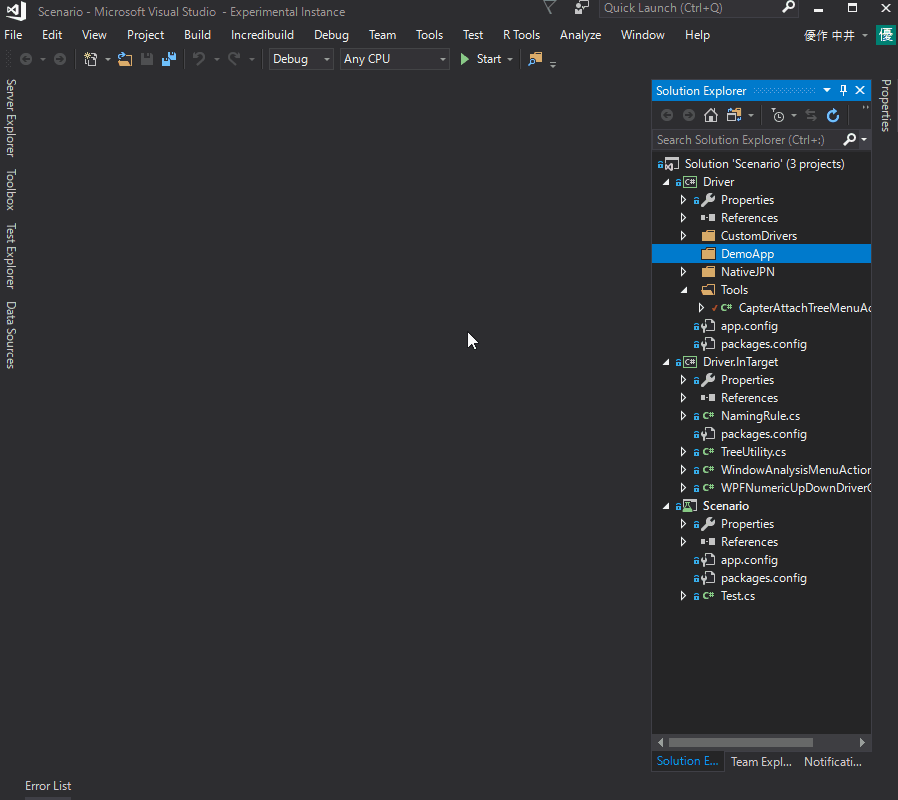 Scenario - Microsoft Visual Studio - Experimental Instance
Quick Launch (Ctrl+Q)
File Edit View Project Build Incredibuild Debug Team Tools Test R Tools Analyze Window Help
優作 中井 優
Debug Any CPU Start
Server Explorer
Toolbox
Test Explorer
Data Sources
Solution Explorer
Search Solution Explorer (Ctrl+:)
Solution 'Scenario' (3 projects)
C# Driver
Properties
References
CustomDrivers
DemoApp
NativeJPN
Tools
C# CapterAttachTreeMenuAc
app.config
packages.config
C# Driver.InTarget
Properties
References
C# NamingRule.cs
packages.config
C# TreeUtility.cs
C# WindowAnalysisMenuAction
C# WPFNumericUpDownDriverC
Scenario
Properties
References
app.config
packages.config
C# Test.cs
Solution E... Team Expl... Notificati...
Properties
Error List